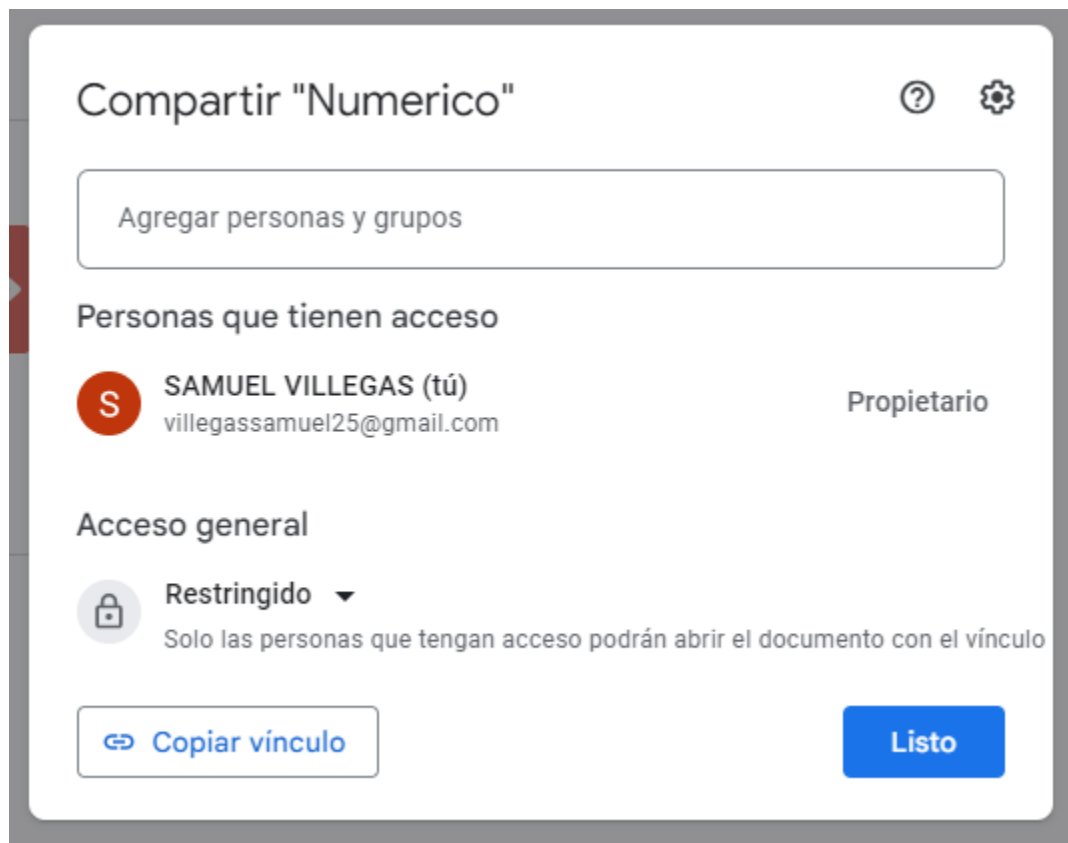 Compartir "Numerico"
Agregar personas y grupos
Personas que tienen acceso
S
SAMUEL VILLEGAS (tú)
villegassamuel25@gmail.com
Propietario
Acceso general
Restringido
Solo las personas que tengan acceso podrán abrir el documento con el vínculo
Copiar vínculo
Listo